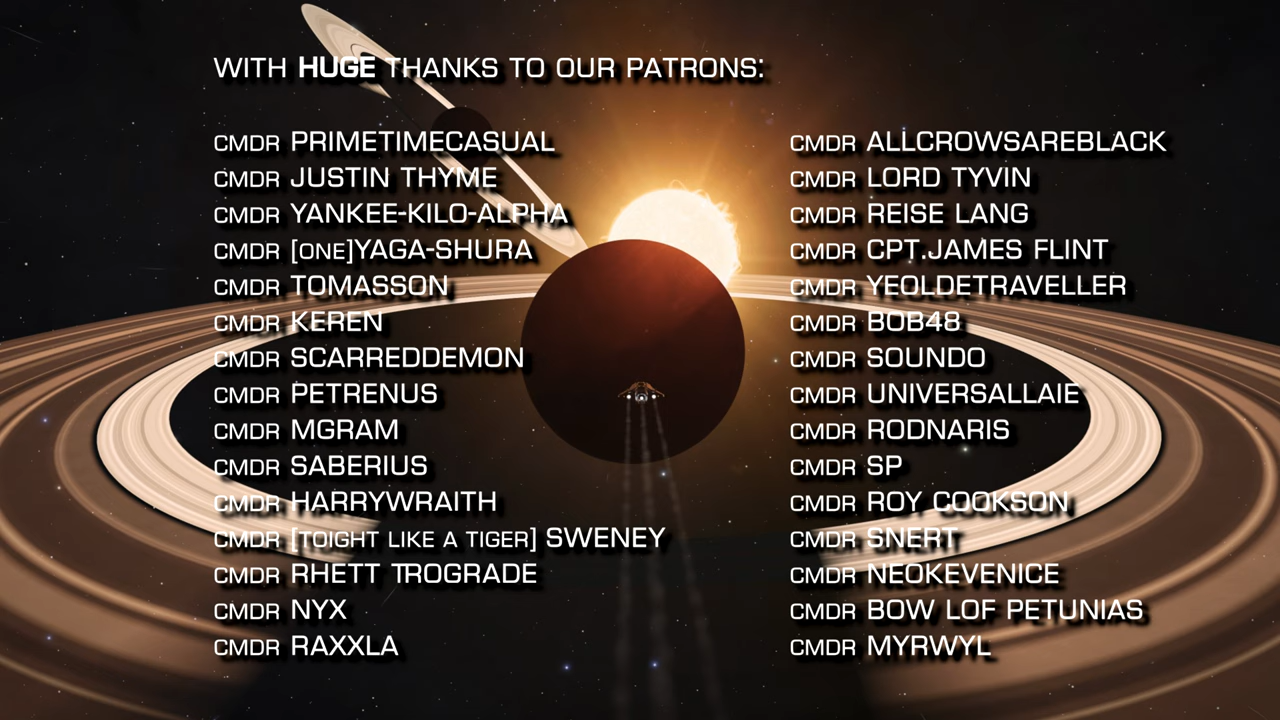 WITH HUGE THANKS TO OUR PATRONS:
CMDR PRIMETIMECASUAL
CMDR JUSTIN THYME
CMDR YANKEE-KILO-ALPHA
CMDR [ONE]YAGA-SHURA
CMDR TOMASSON
CMDR KEREN
CMDR SCARREDDEMON
CMDR PETRENUS
CMDR MGRAM
CMDR SABERIUS
CMDR HARRYWRAITH
CMDR [TOIGHT LIKE A TIGER] SWENEY
CMDR RHETT TROGRADE
CMDR NYX
CMDR RAXXLA
CMDR ALLCROWSAREBLACK
CMDR LORD TYVIN
CMDR REISE LANG
CMDR CPT.JAMES FLINT
CMDR YEOLDETRAVELLER
CMDR BOB48
CMDR SOUNDO
CMDR UNIVERSALLAIE
CMDR RODNARIS
CMDR SP
CMDR ROY COOKSON
CMDR SNERT
CMDR NEOKEVENICE
CMDR BOW LOF PETUNIAS
CMDR MYRWYL